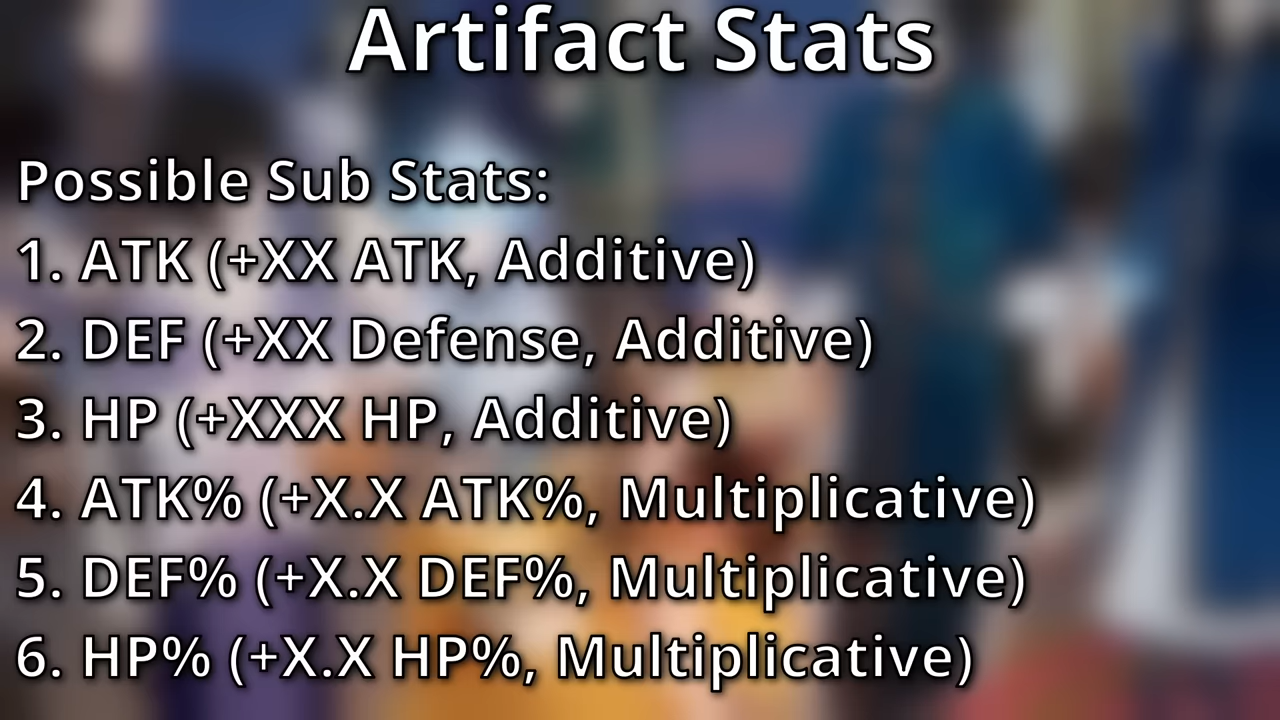 Artifact Stats
Possible Sub Stats:
1. ATK (+XX ATK, Additive)
2. DEF (+XX Defense, Additive)
3. HP (+XXX HP, Additive)
4. ATK% (+X.X ATK%, Multiplicative)
5. DEF% (+X.X DEF%, Multiplicative)
6. HP% (+X.X HP%, Multiplicative)